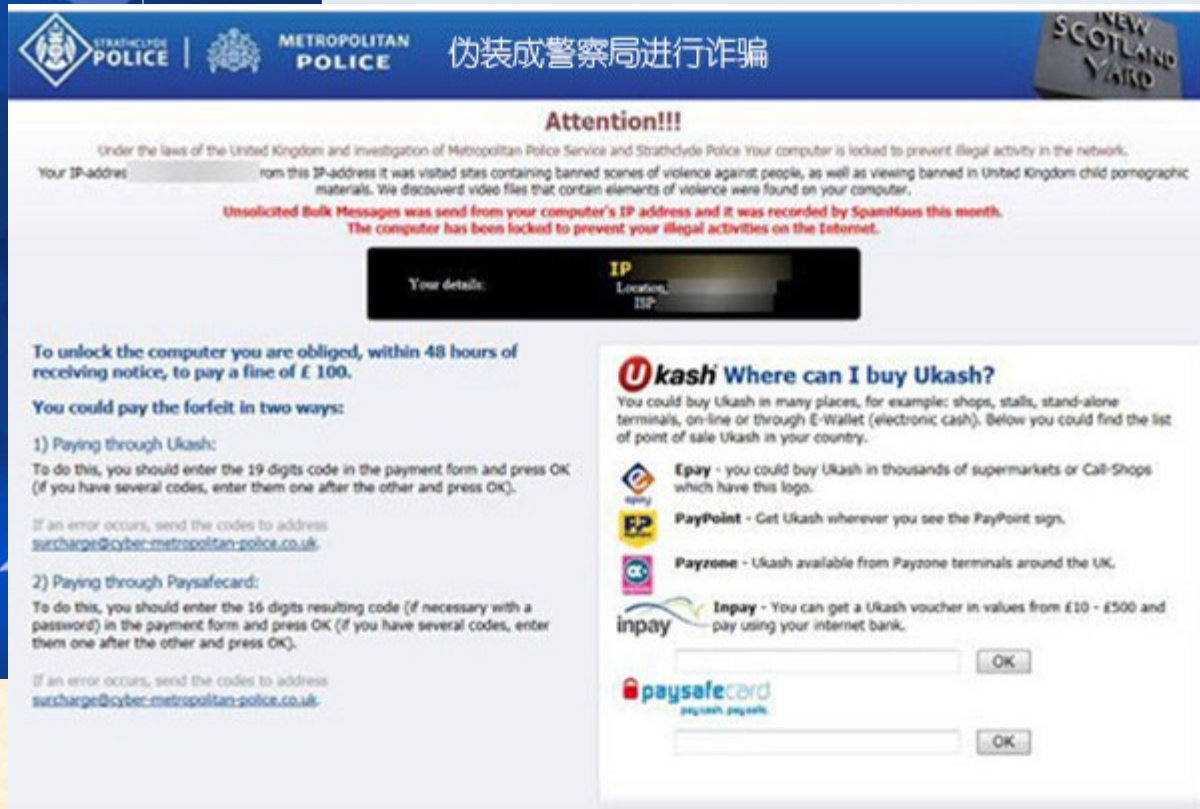 STRATHCLYDE
POLICE
METROPOLITAN
POLICE
伪装成警察局进行诈骗
NEW
SCOTLAND
YARD
Attention!!!
Under the laws of the United Kingdom and investigation of Metropolitan Police Service and Strathclyde Police Your computer is locked to prevent illegal activity in the network.
Your IP-addres rom this IP-address it was visited sites containing banned scenes of violence against people, as well as viewing banned in United Kingdom child pornographic
materials. We discouverd video files that contain elements of violence were found on your computer.
Unsolicited Bulk Messages was send from your computer's IP address and it was recorded by SpamHaus this month.
The computer has been locked to prevent your illegal activities on the Internet.
Your details:
IP
Location,
ISP
To unlock the computer you are obliged, within 48 hours of
receiving notice, to pay a fine of £ 100.
You could pay the forfeit in two ways:
1) Paying through Ukash:
To do this, you should enter the 19 digits code in the payment form and press OK
(if you have several codes, enter them one after the other and press OK).
If an error occurs, send the codes to address
surcharge@cyber-metropolitan-police.co.uk.
2) Paying through Paysafecard:
To do this, you should enter the 16 digits resulting code (if necessary with a
password) in the payment form and press OK (if you have several codes, enter
them one after the other and press OK).
If an error occurs, send the codes to address
surcharge@cyber-metropolitan-police.co.uk.
Ukash Where can I buy Ukash?
You could buy Ukash in many places, for example: shops, stalls, stand-alone
terminals, on-line or through E-Wallet (electronic cash). Below you could find the list
of point of sale Ukash in your country.
epay
Epay - you could buy Ukash in thousands of supermarkets or Call-Shops
which have this logo.
PayPoint - Get Ukash wherever you see the PayPoint sign.
Payzone - Ukash available from Payzone terminals around the UK.
inpay
Inpay - You can get a Ukash voucher in values from £10 - £500 and
pay using your internet bank.
OK
paysafecard
pay cash. pay safe.
OK